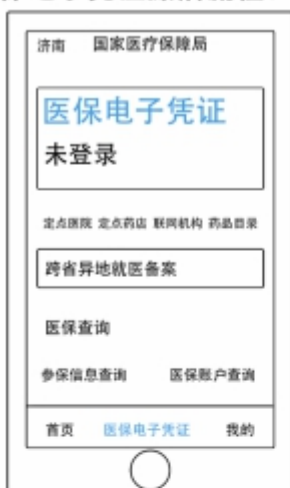 济南 国家医疗保障局
医保电子凭证
未登录
定点医院 定点药店 联网机构 药品目录
跨省异地就医备案
医保查询
参保信息查询 医保账户查询
首页 医保电子凭证 我的